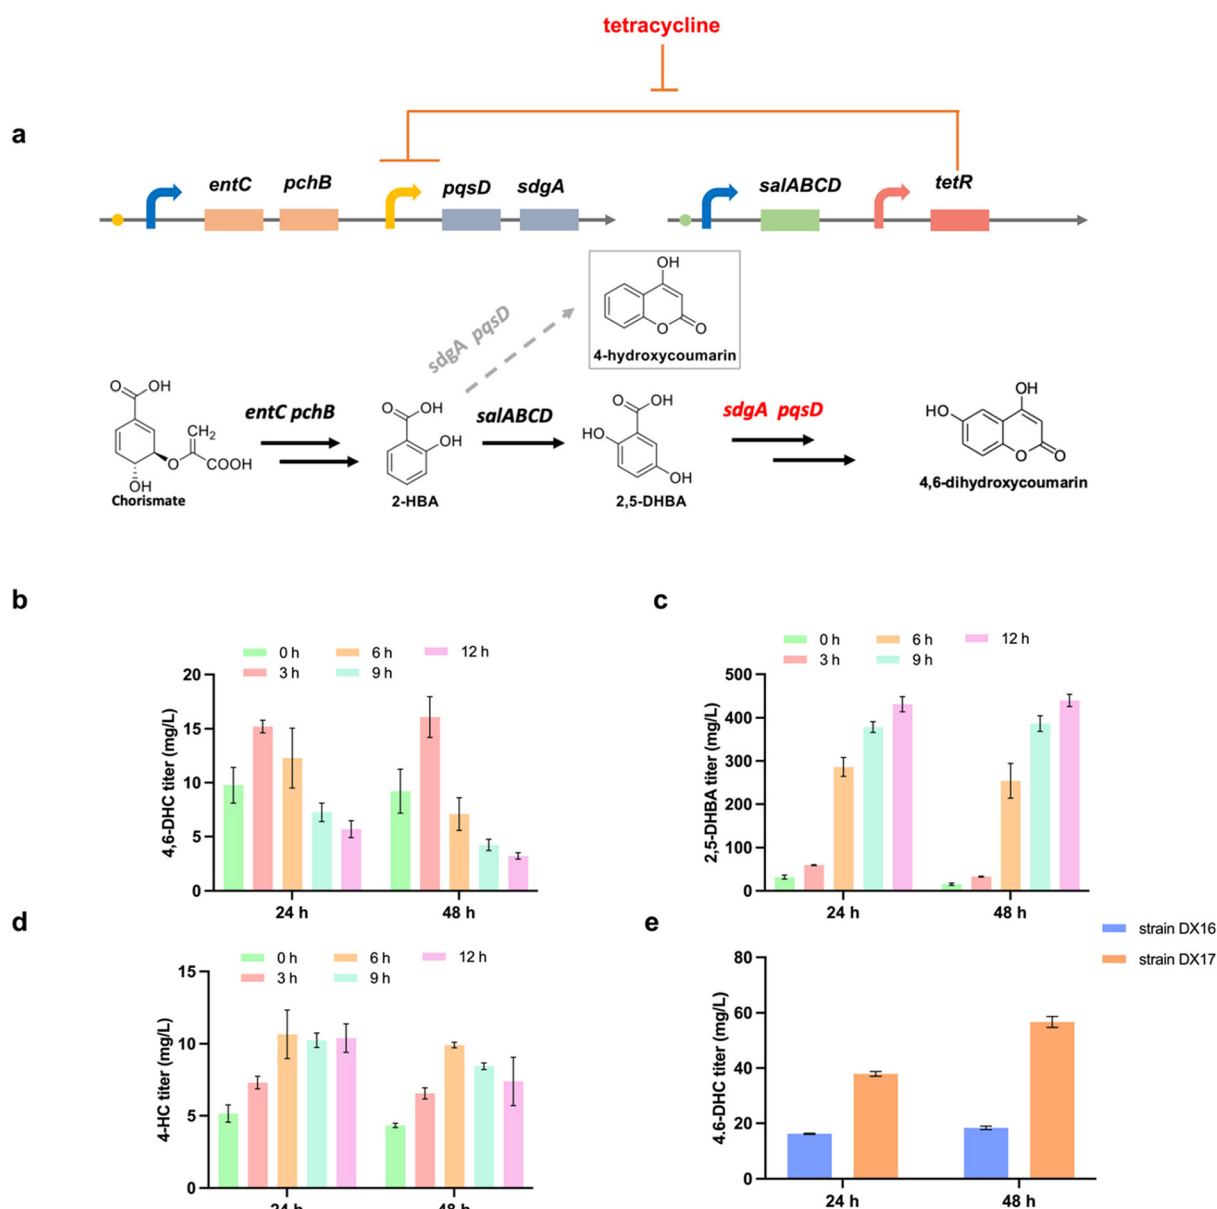 tetracycline
a
entC pchB pqsD sdgA salABCD tetR
OH
O O
4-hydroxycoumarin
sdgA pqsD
O OH
CH2
O COOH
OH
Chorismate
entC pchB
O OH
OH
2-HBA
salABCD
O OH
HO
OH
2,5-DHBA
sdgA pqsD
OH
HO
O O
4,6-dihydroxycoumarin
b
0 h 6 h 12 h
3 h 9 h
4,6-DHC titer (mg/L)
20
15
10
5
0
24 h 48 h
c
0 h 6 h 12 h
3 h 9 h
2,5-DHBA titer (mg/L)
500
400
300
200
100
0
24 h 48 h
d
0 h 6 h 12 h
3 h 9 h
4-HC titer (mg/L)
15
10
5
0
24 h 48 h
e
strain DX16
strain DX17
4.6-DHC titer (mg/L)
80
60
40
20
0
24 h 48 h